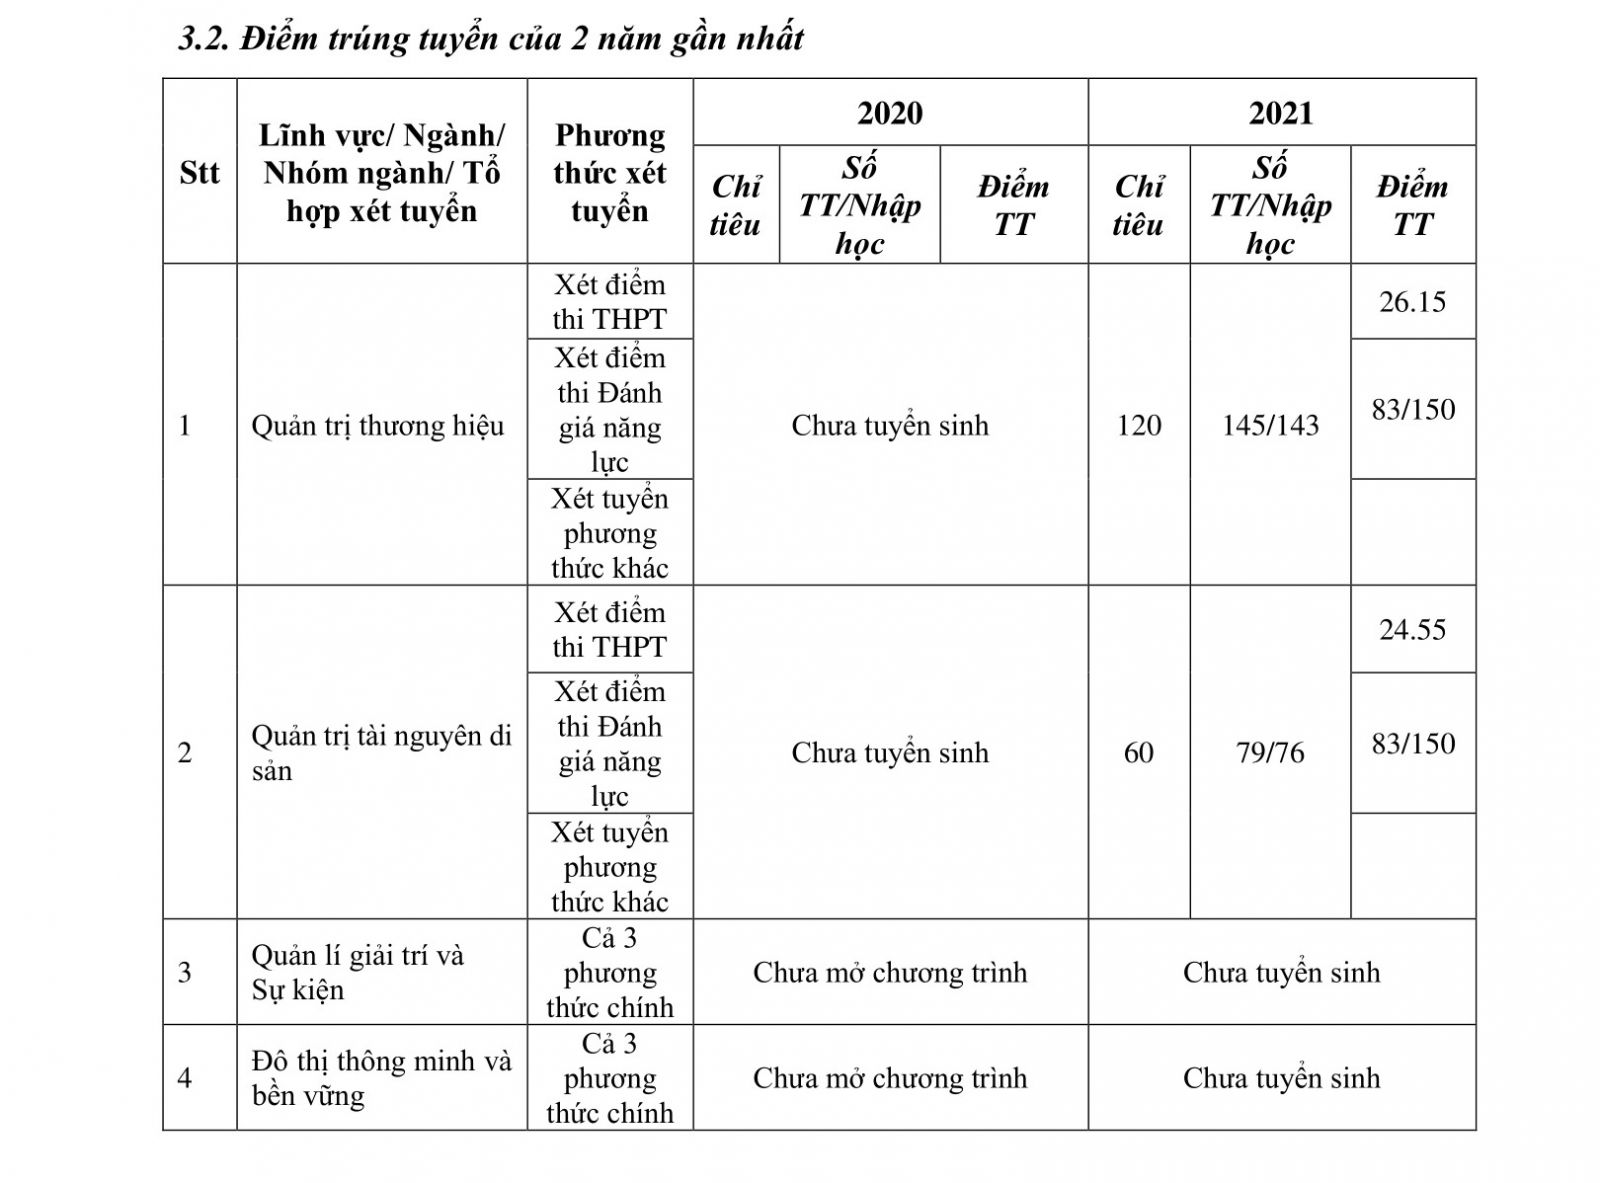 3.2. Điểm trúng tuyển của 2 năm gần nhất
Stt
Lĩnh vực/ Ngành/
Nhóm ngành/ Tổ
hợp xét tuyển
Phương
thức xét
tuyển
2020
2021
Chỉ
tiêu
Số
TT/Nhập
học
Điểm
TT
Chỉ
tiêu
Số
TT/Nhập
học
Điểm
TT
1
Quản trị thương hiệu
Xét điểm
thi THPT
Chưa tuyển sinh
120
145/143
26.15
Xét điểm
thi Đánh
giá năng
lực
83/150
Xét tuyển
phương
thức khác
2
Quản trị tài nguyên di
sản
Xét điểm
thi THPT
Chưa tuyển sinh
60
79/76
24.55
Xét điểm
thi Đánh
giá năng
lực
83/150
Xét tuyển
phương
thức khác
3
Quản lí giải trí và
Sự kiện
Cả 3
phương
thức chính
Chưa mở chương trình
Chưa tuyển sinh
4
Đô thị thông minh và
bền vững
Cả 3
phương
thức chính
Chưa mở chương trình
Chưa tuyển sinh